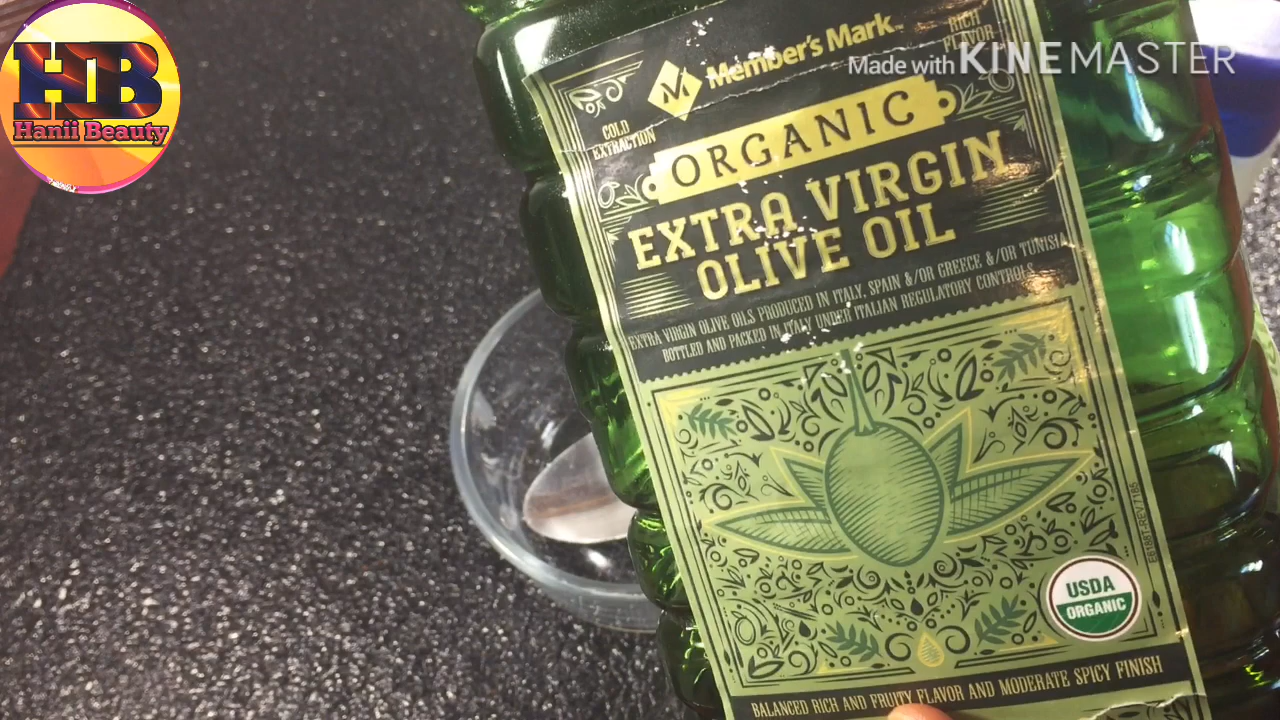 HB
Hanii Beauty
Made with KINEMASTER
Member's Mark
RICH
FLAVOR
COLD
EXTRACTION
ORGANIC
EXTRA VIRGIN
OLIVE OIL
EXTRA VIRGIN OLIVE OILS PRODUCED IN ITALY, SPAIN &/OR GREECE &/OR TUNISIA
BOTTLED AND PACKED IN ITALY UNDER ITALIAN REGULATORY CONTROLS
USDA
ORGANIC
BALANCED RICH AND FRUITY FLAVOR AND MODERATE SPICY FINISH